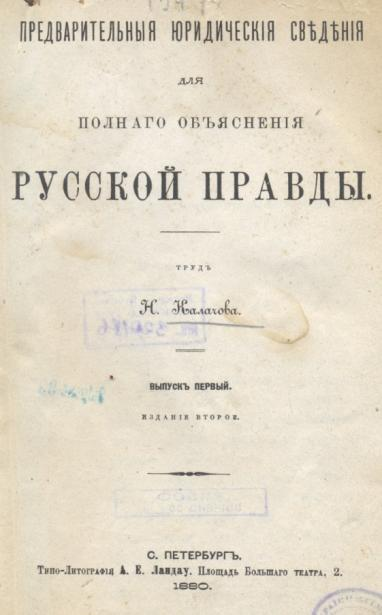 ПРЕДВАРИТЕЛЬНЫЯ ЮРИДИЧЕСКІЯ СВѢДѢНІЯ
ДЛЯ
ПОЛНАГО ОБЪЯСНЕНІЯ
РУССКОЙ ПРАВДЫ.
ТРУДЪ
Н. Калачова.
ВЫПУСКЪ ПЕРВЫЙ.
ИЗДАНІЕ ВТОРОЕ.
С. ПЕТЕРБУРГЪ.
Типо-Литографія А. Е. Ландау. Площадь Большаго театра, 2.
1880.